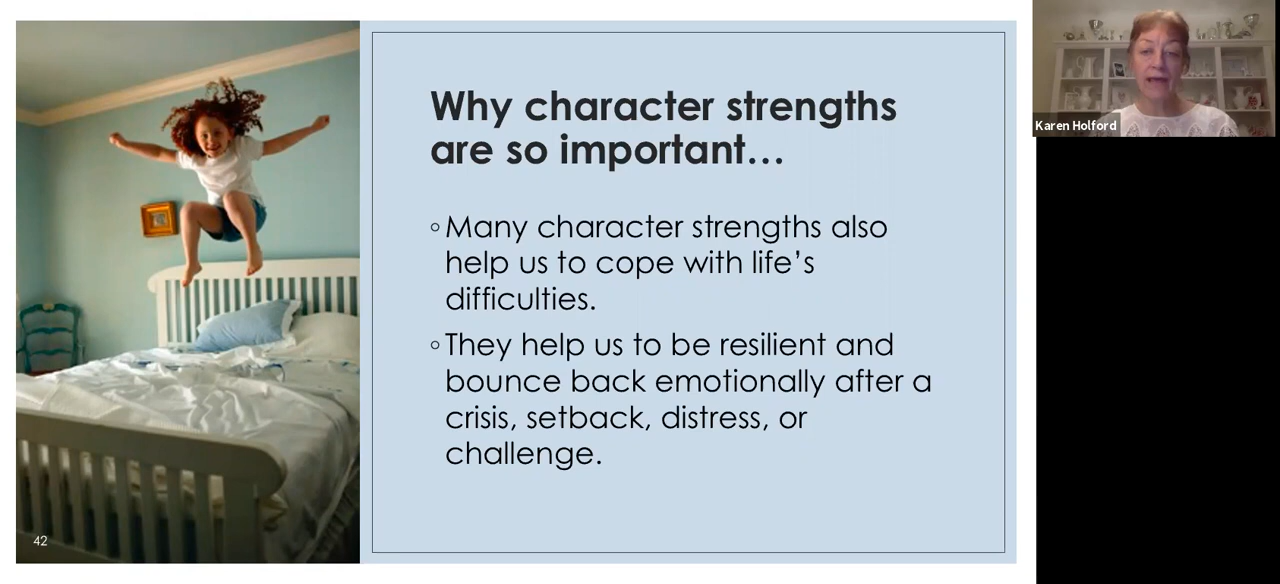 Why character strengths
are so important…
◦Many character strengths also
help us to cope with life’s
difficulties.
◦They help us to be resilient and
bounce back emotionally after a
crisis, setback, distress, or
challenge.
42
Karen Holford